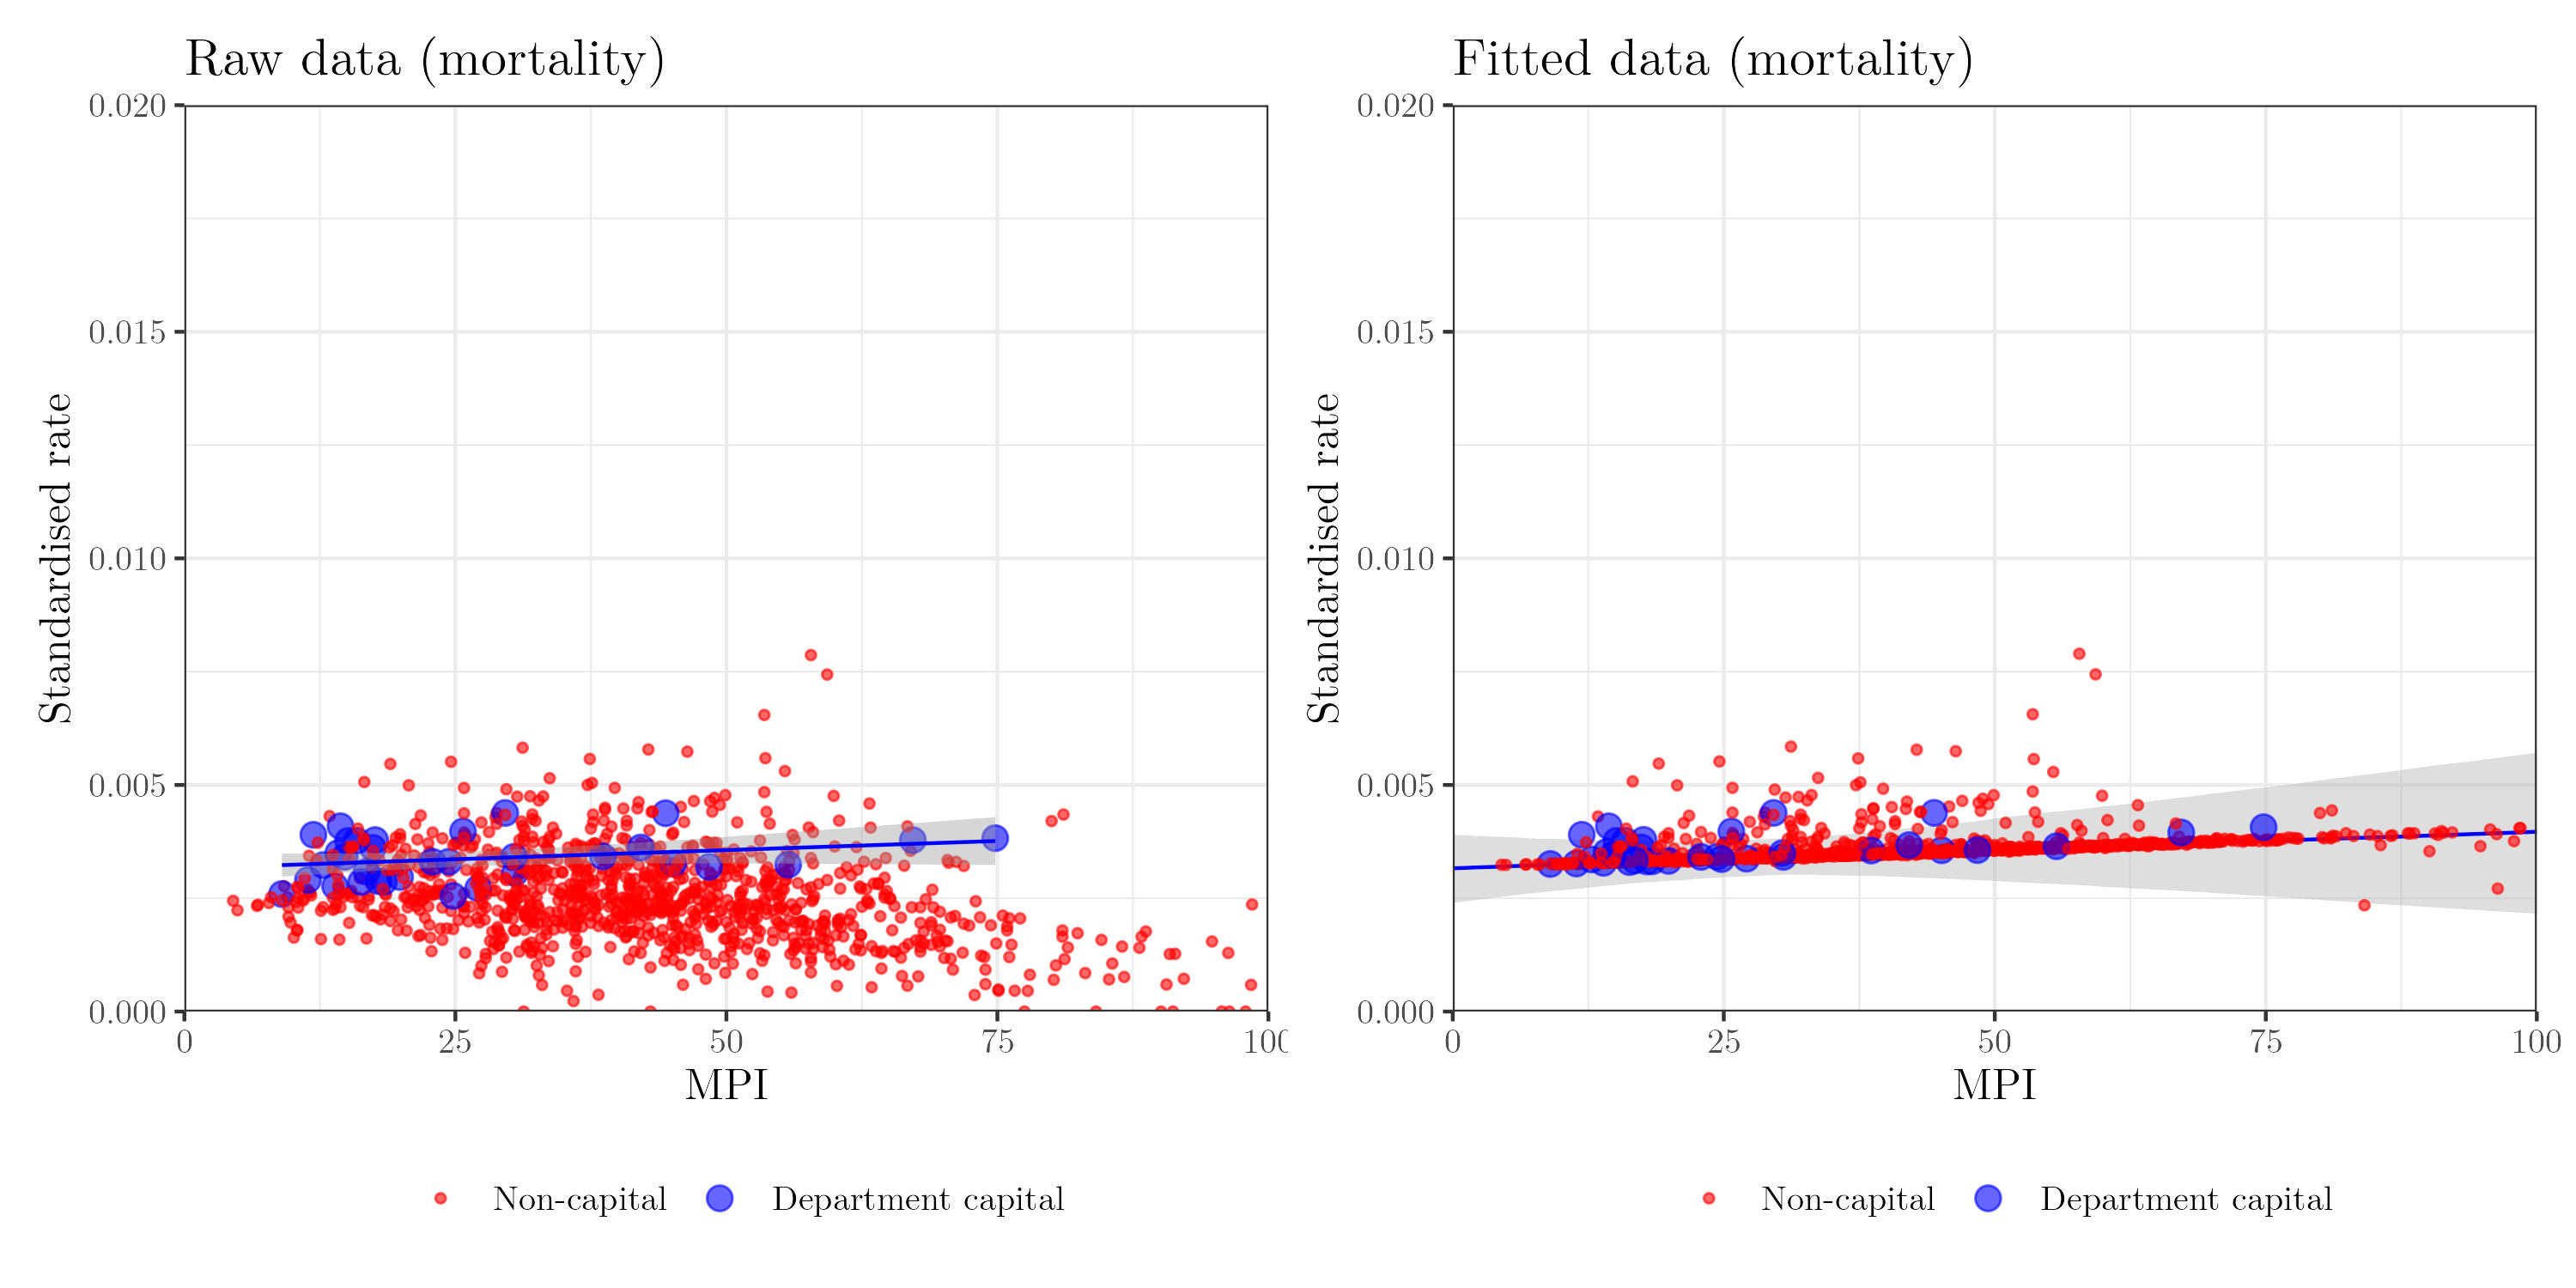 Raw data (mortality)
0.020
0.015
0.010
0.005
0.000
Standardised rate
0
25
50
75
100
MPI
Non-capital
Department capital
Fitted data (mortality)
0.020
0.015
0.010
0.005
0.000
Standardised rate
0
25
50
75
100
MPI
Non-capital
Department capital